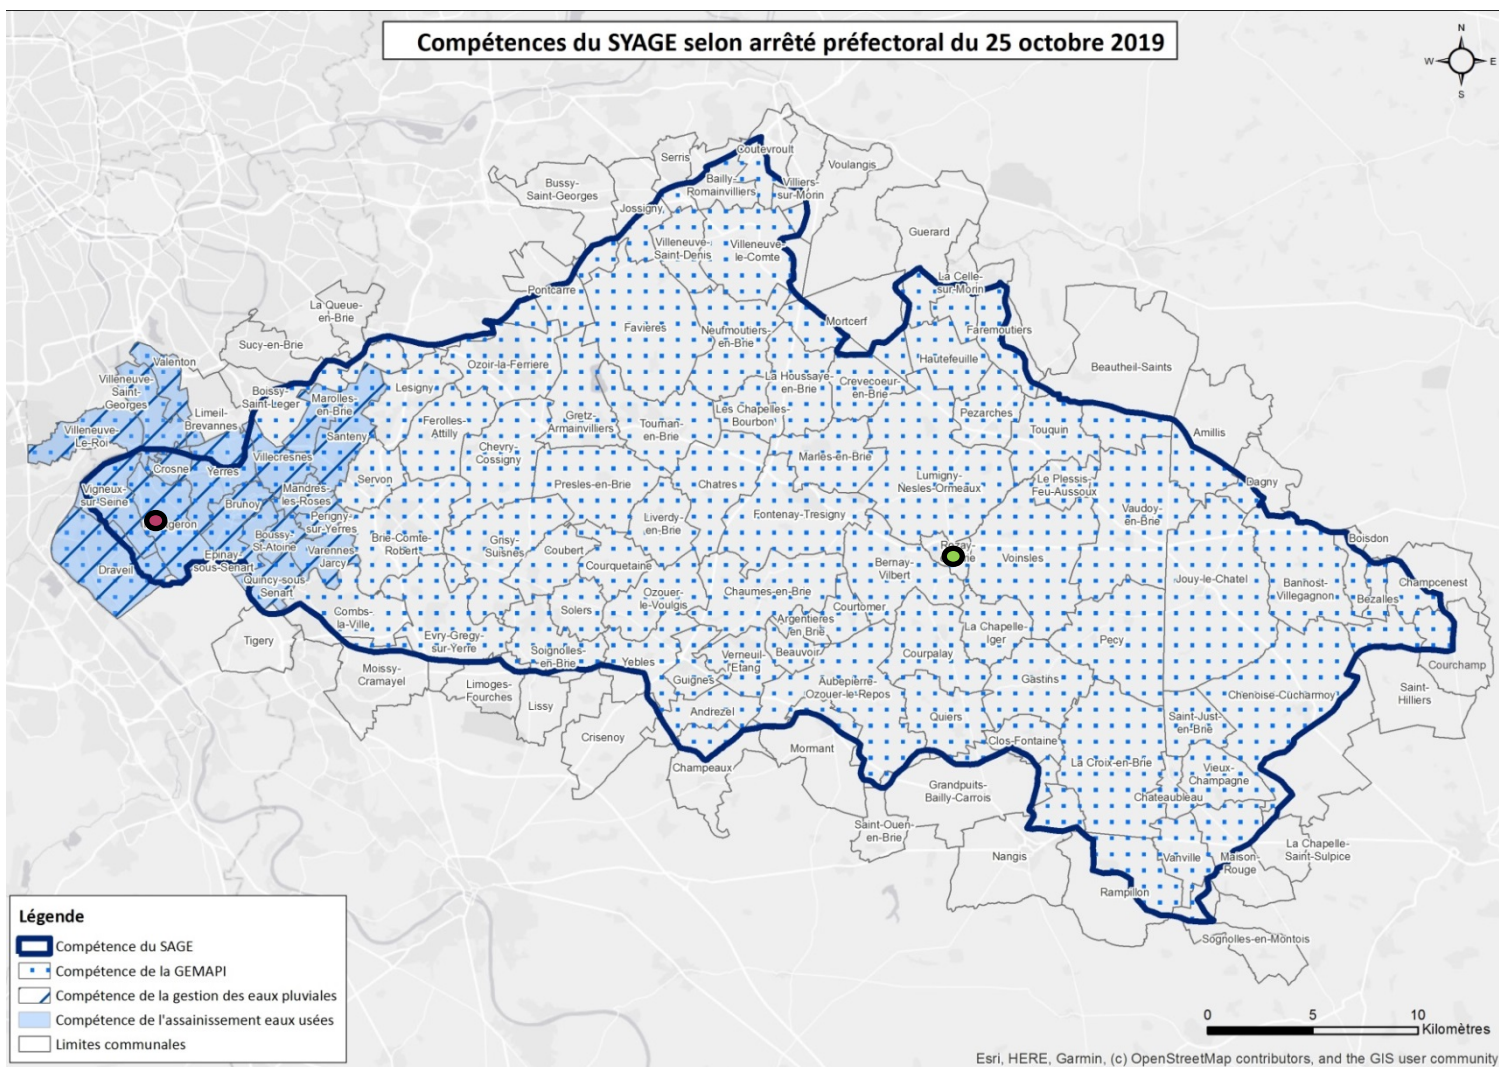 Compétences du SYAGE selon arrêté préfectoral du 25 octobre 2019
N
W
E
S
Coutevroult
Serris
Voulangis
Bailly-
Romainvilliers
Villiers-
sur-Morin
Bussy-
Saint-Georges
Jossigny
Guerard
Villeneuve-
Saint-Denis
Villeneuve-
le-Comte
La Celle-
sur-Morin
Pontcarre
La Queue-
en-Brie
Mortcerf
Favières
Neufmoutiers-
en-Brie
Faremoutiers
Sucy-en-Brie
Hautefeuille
Valenton
Ozoir-la-Ferriere
Beautheil-Saints
Villeneuve-
Saint-
Georges
Boissy-
Saint-Leger
Marolles-
en-Brie
Lesigny
La Houssaye-
en-Brie
Crevecoeur-
en-Brie
Limeil-
Brevannes
Ferolles-
Attilly
Gretz-
Armainvilliers
Tournan-
en-Brie
Les Chapelles-
Bourbon
Pezarches
Villeneuve-
Le-Roi
Santeny
Touquin
Amillis
Crosne
Yerres
Villecresnes
Chevry-
Cossigny
Marles-en-Brie
Vigneux-
sur-Seine
Mandres-
les-Roses
Servon
Presles-en-Brie
Chatres
Lumigny-
Nesles-Ormeaux
Le Plessis-
Feu-Aussoux
Dagny
Brunoy
Perigny-
sur-Yerres
Liverdy-
en-Brie
Fontenay-Tresigny
Vaudoy-
en-Brie
Boussy-
St-Atoine
Brie-Comte-
Robert
Grisy-
Suisnes
Coubert
Boisdon
Draveil
Epinay-
sous-Senart
Varennes
Jarcy
Courquetaine
Bernay-
Vilbert
Voinsles
Quincy-sous
Senart
Jouy-le-Chatel
Banhost-
Villegagnon
Champcenest
Bezalles
Combs-
la-Ville
Solers
Ozouer-
le-Voulgis
Chaumes-en-Brie
Courtomer
Argentieres
en Brie
La Chapelle-
Iger
Pecy
Tigery
Evry-Gregy-
sur-Yerre
Soignolles-
en-Brie
Yebles
Verneuil-
l'Etang
Beauvoir
Courpalay
Courchamp
Moissy-
Cramayel
Limoges-
Fourches
Lissy
Guignes
Aubepierre-
Ozouer-le-Repos
Gastins
Chenoise-Cucharmoy
Saint-
Hilliers
Andrezel
Quiers
Saint-Just-
en-Brie
Crisenoy
Mormant
Clos-Fontaine
Champeaux
La Croix-en-Brie
Vieux-
Champagne
Grandpuits-
Bailly-Carrois
Chateaubleau
Saint-Ouen-
en-Brie
Nangis
Vanville
Maison-
Rouge
La Chapelle-
Saint-Sulpice
Rampillon
Sognolles-en-Montois
Légende
Compétence du SAGE
Compétence de la GEMAPI
Compétence de la gestion des eaux pluviales
Compétence de l'assainissement eaux usées
Limites communales
0 5 10
Kilomètres
Esri, HERE, Garmin, (c) OpenStreetMap contributors, and the GIS user community